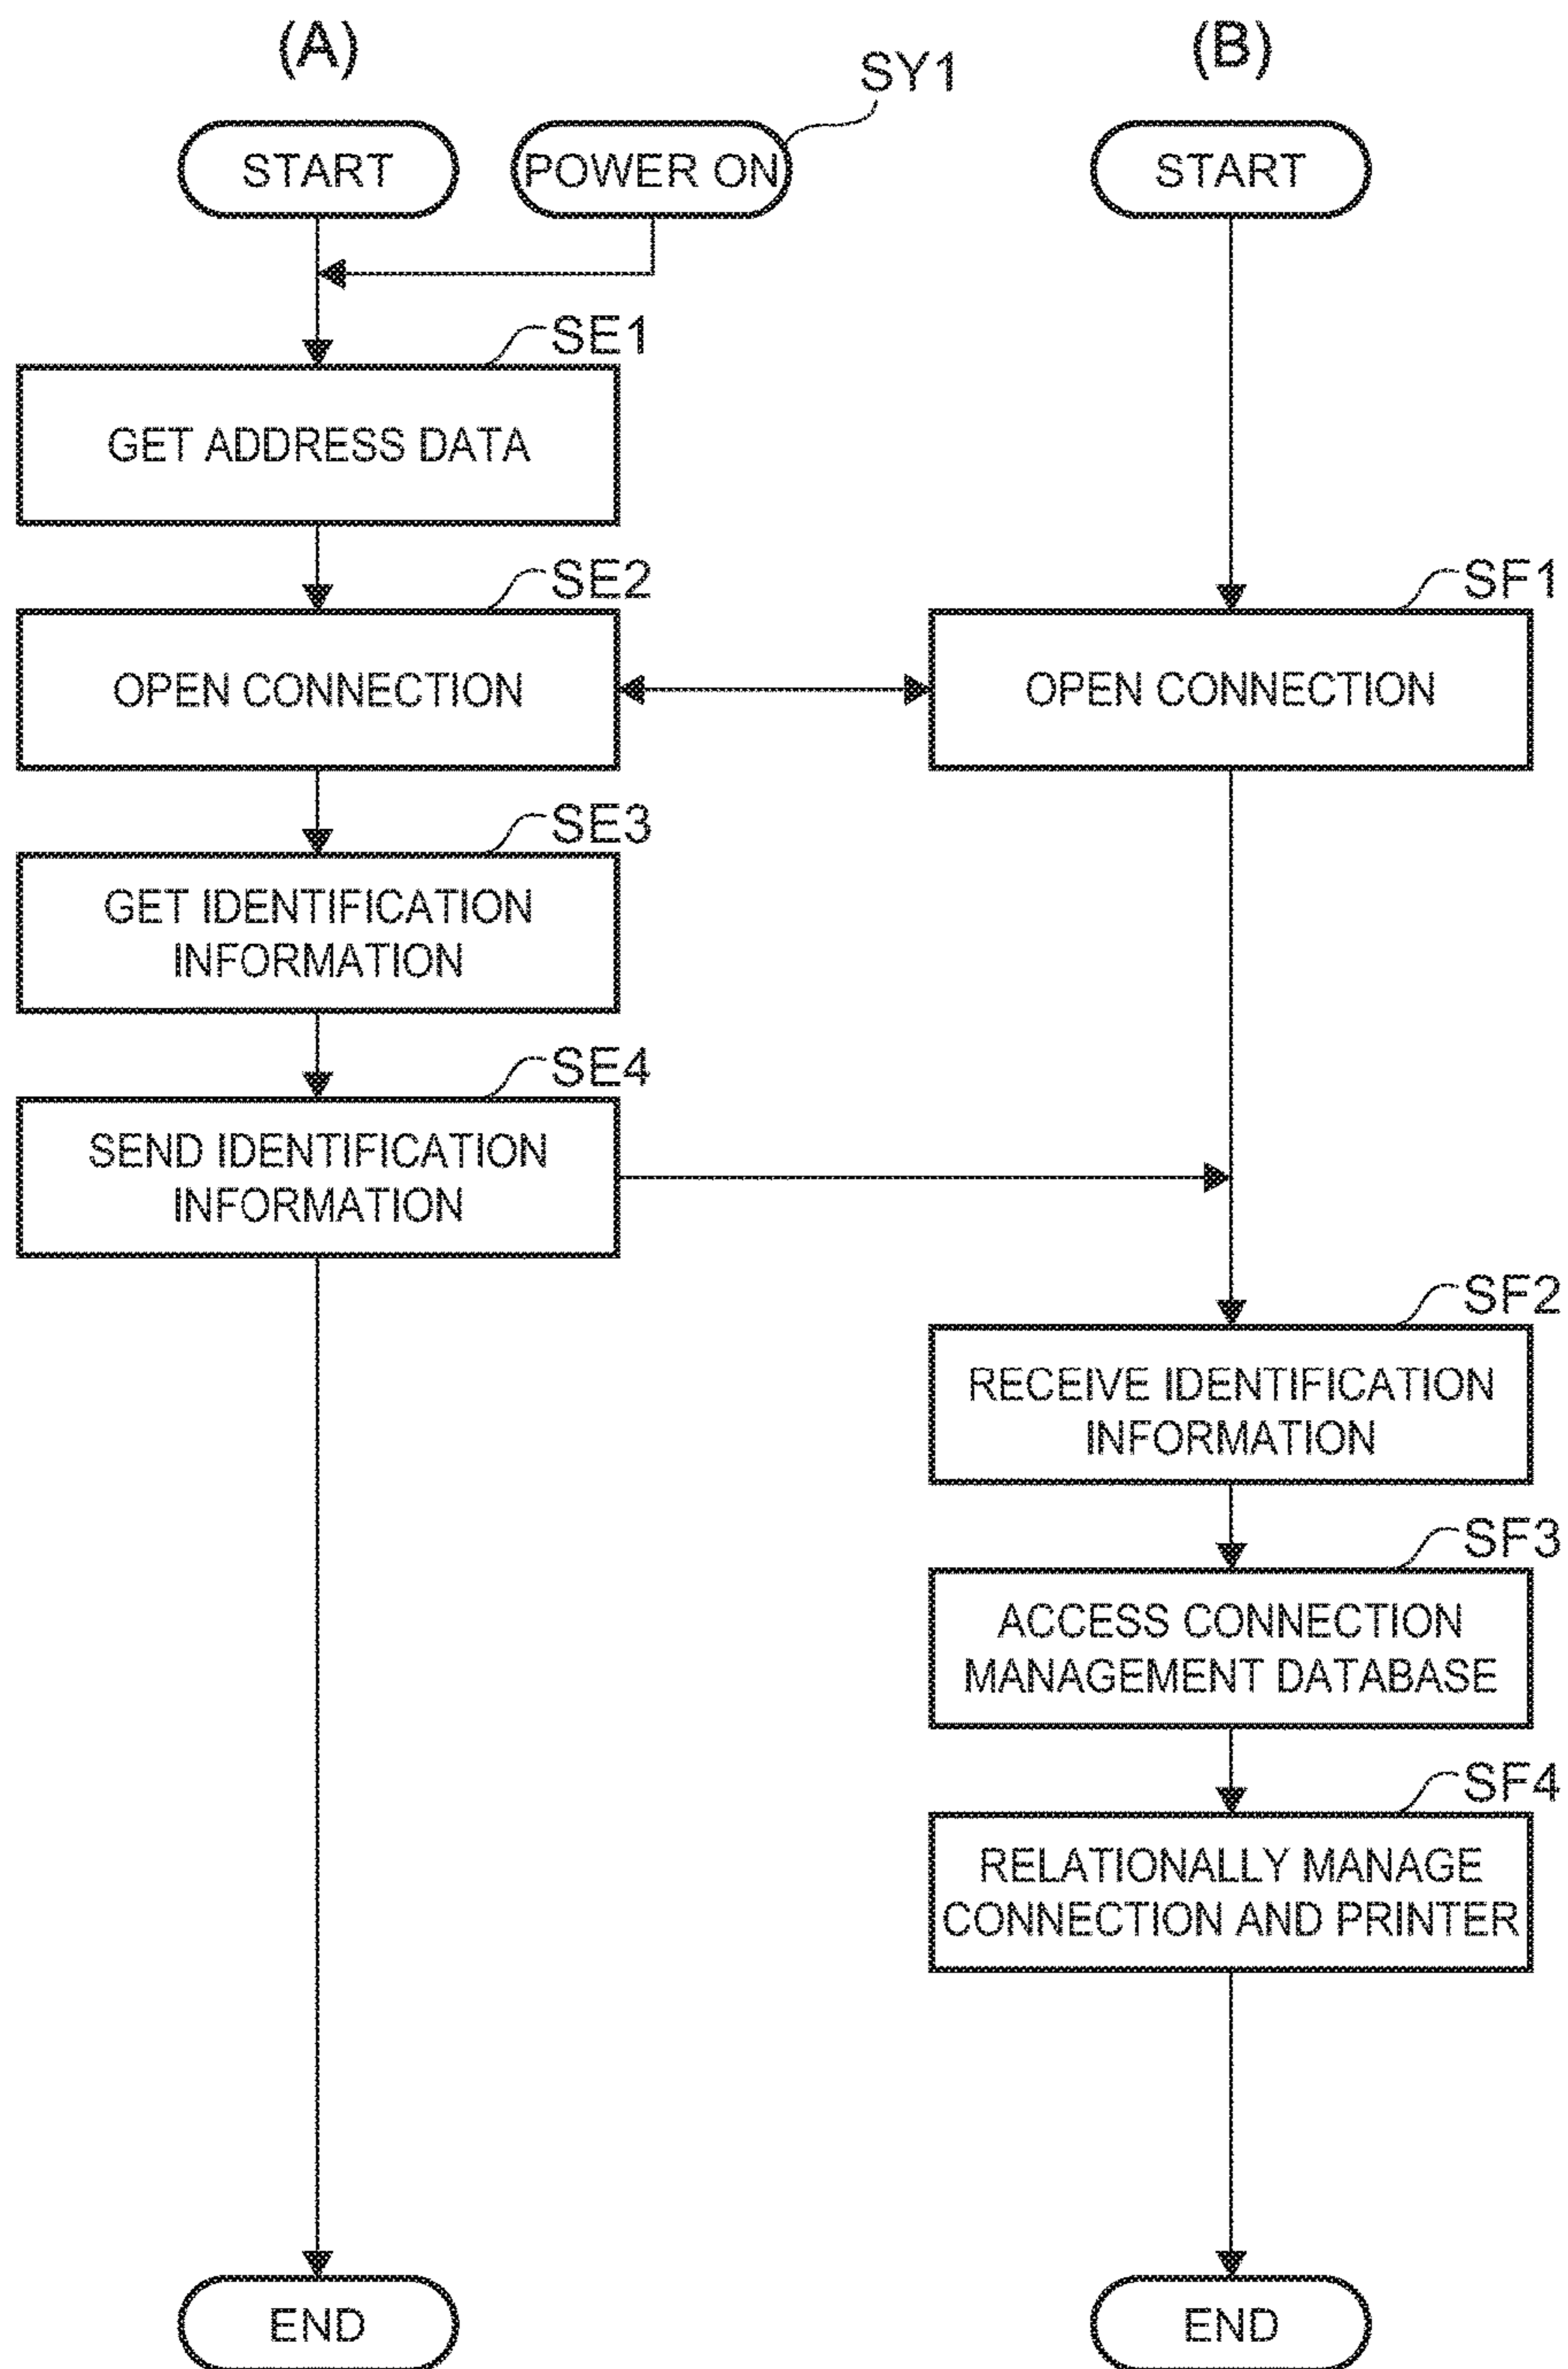 (A)
(B)
SY1
START
POWER ON
START
SE1
GET ADDRESS DATA
SE2
SF1
OPEN CONNECTION
OPEN CONNECTION
SE3
GET IDENTIFICATION
INFORMATION
SE4
SEND IDENTIFICATION
INFORMATION
SF2
RECEIVE IDENTIFICATION
INFORMATION
SF3
ACCESS CONNECTION
MANAGEMENT DATABASE
SF4
RELATIONALLY MANAGE
CONNECTION AND PRINTER
END
END